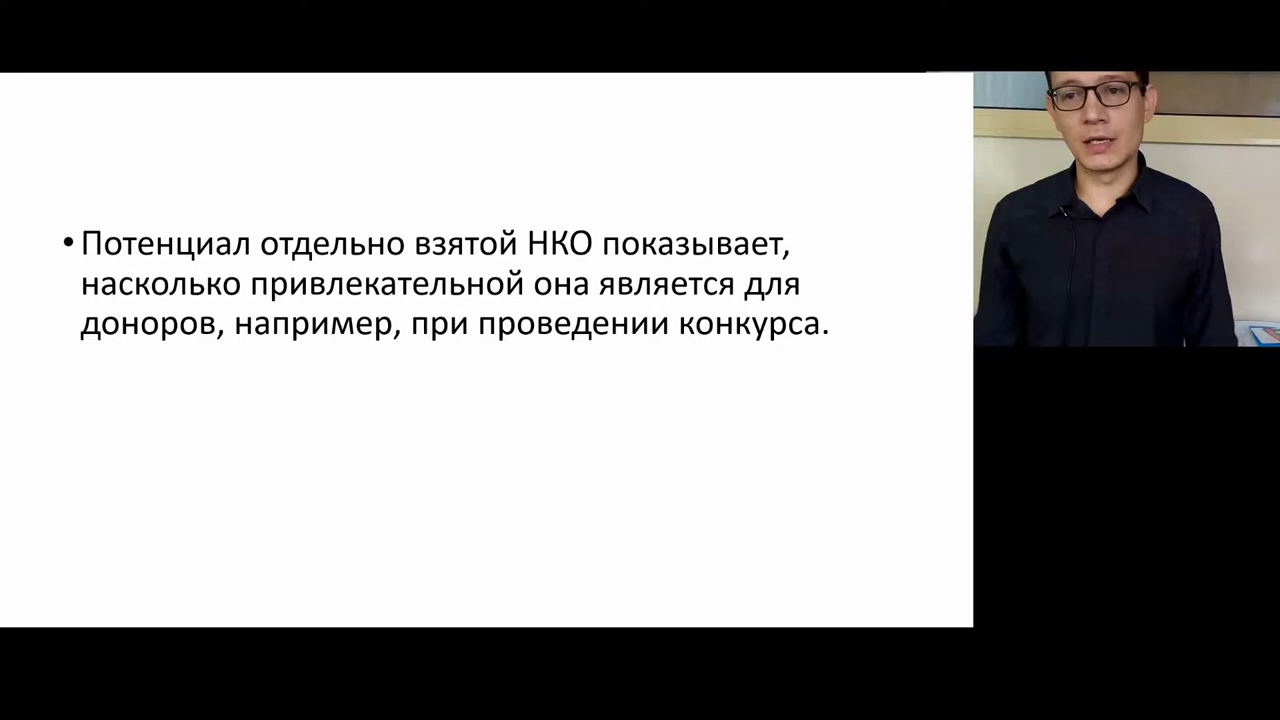 • Потенциал отдельно взятой НКО показывает,
насколько привлекательной она является для
доноров, например, при проведении конкурса.